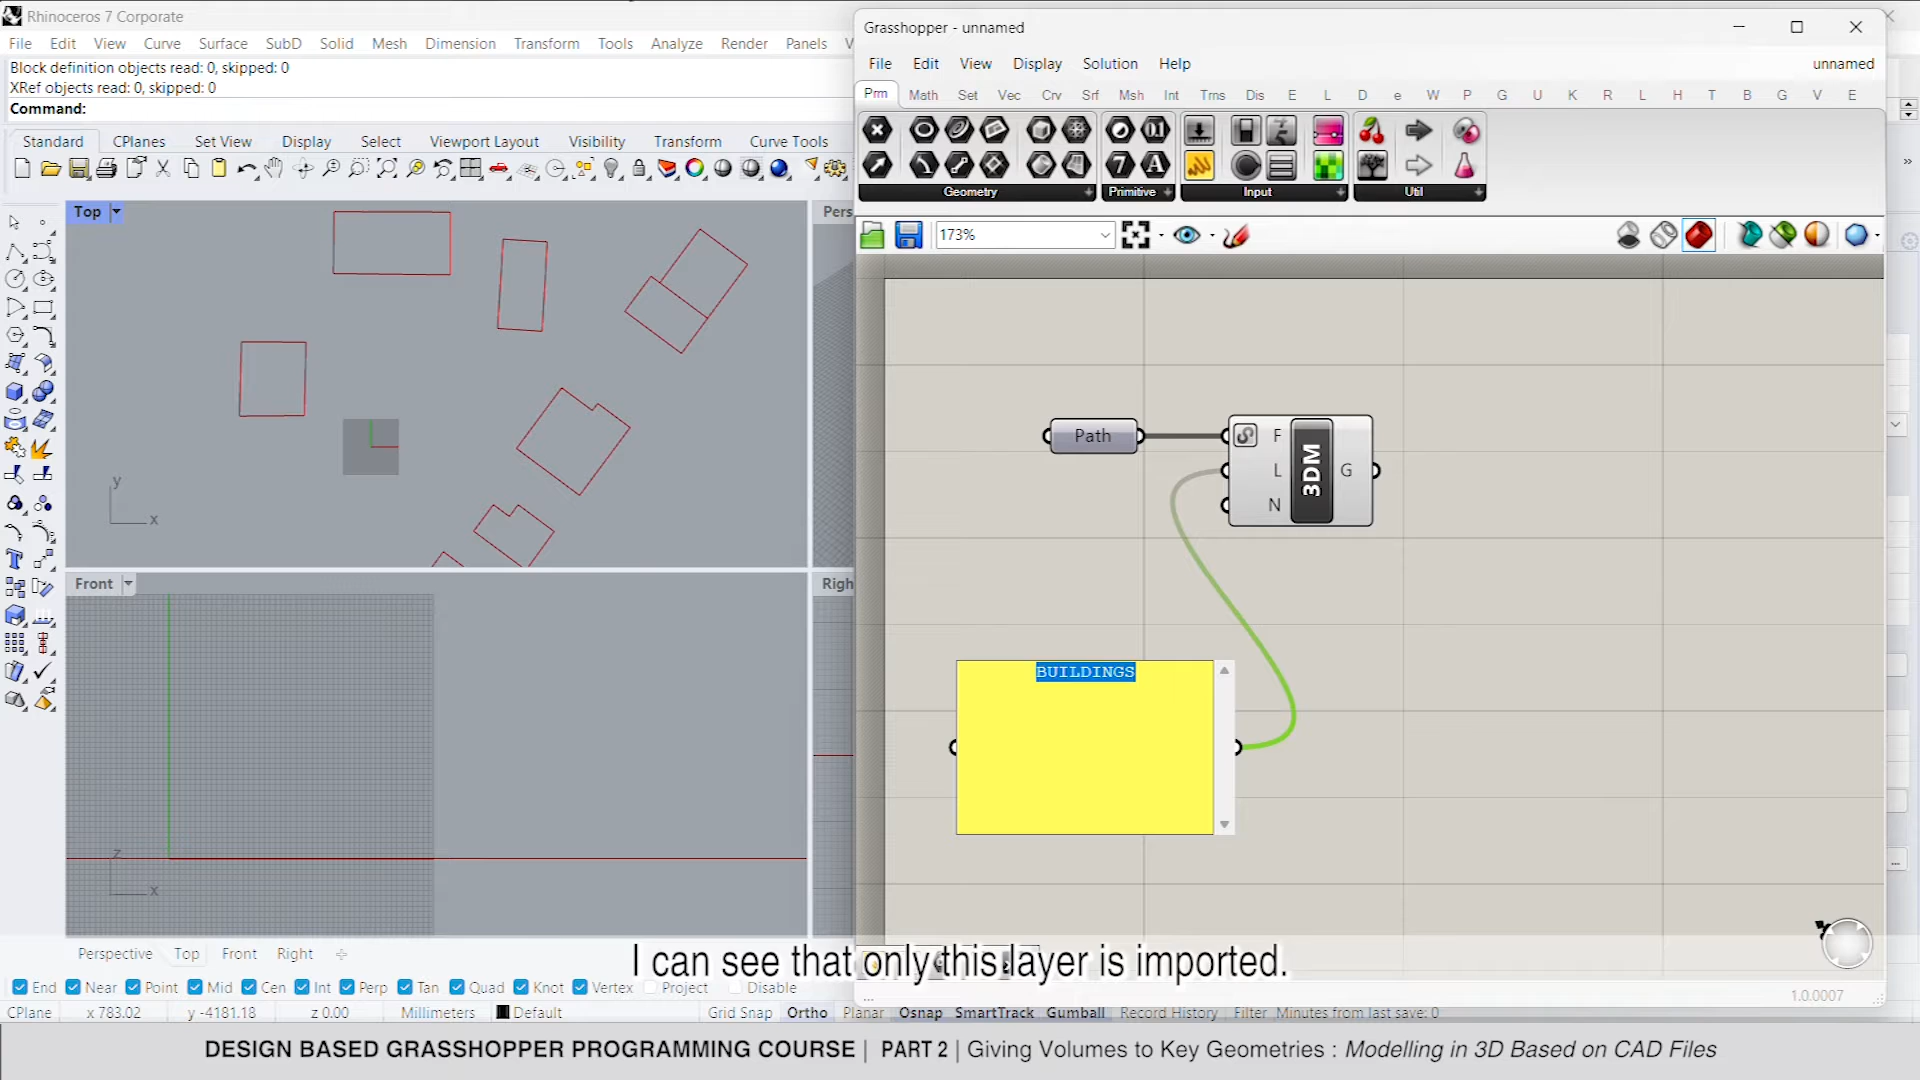 Rhinoceros 7 Corporate
File Edit View Curve Surface SubD Solid Mesh Dimension Transform Tools Analyze Render Panels V
Block definition objects read: 0, skipped: 0
XRef objects read: 0, skipped: 0
Command:
Standard CPlanes Set View Display Select Viewport Layout Visibility Transform Curve Tools
Top
Pers
y
x
Front
Righ
z
x
Perspective Top Front Right
End Near Point Mid Cen Int Perp Tan Quad Knot Vertex Project Disable
CPlane x 783.02 y -4181.18 z 0.00 Millimeters Default Grid Snap Ortho Planar Osnap SmartTrack Gumball Record History Filter Minutes from last save: 0
Grasshopper - unnamed
File Edit View Display Solution Help unnamed
Prm Math Set Vec Crv Srf Msh Int Trns Dis E L D e W P G U K R L H T B G V E
Geometry Primitive Input Util
173%
Path
F
L
N
3DM
G
BUILDINGS
...
1.0.0007
I can see that only this layer is imported.
DESIGN BASED GRASSHOPPER PROGRAMMING COURSE | PART 2 | Giving Volumes to Key Geometries : Modelling in 3D Based on CAD Files